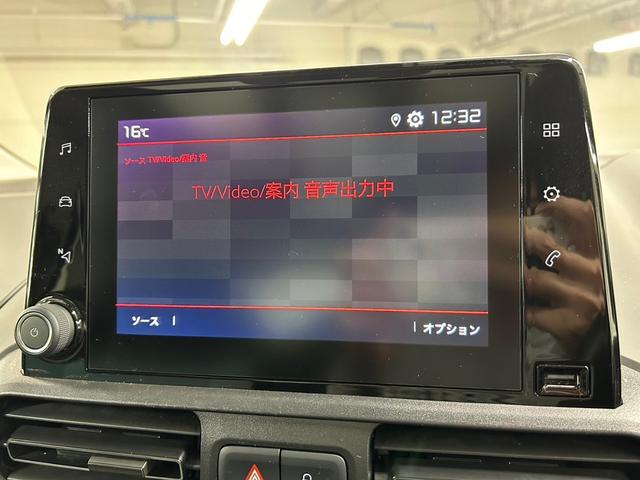 16℃
12:32
ソース TV/Video/案内 音
TV/Video/案内 音声出力中
ソース
オプション
N